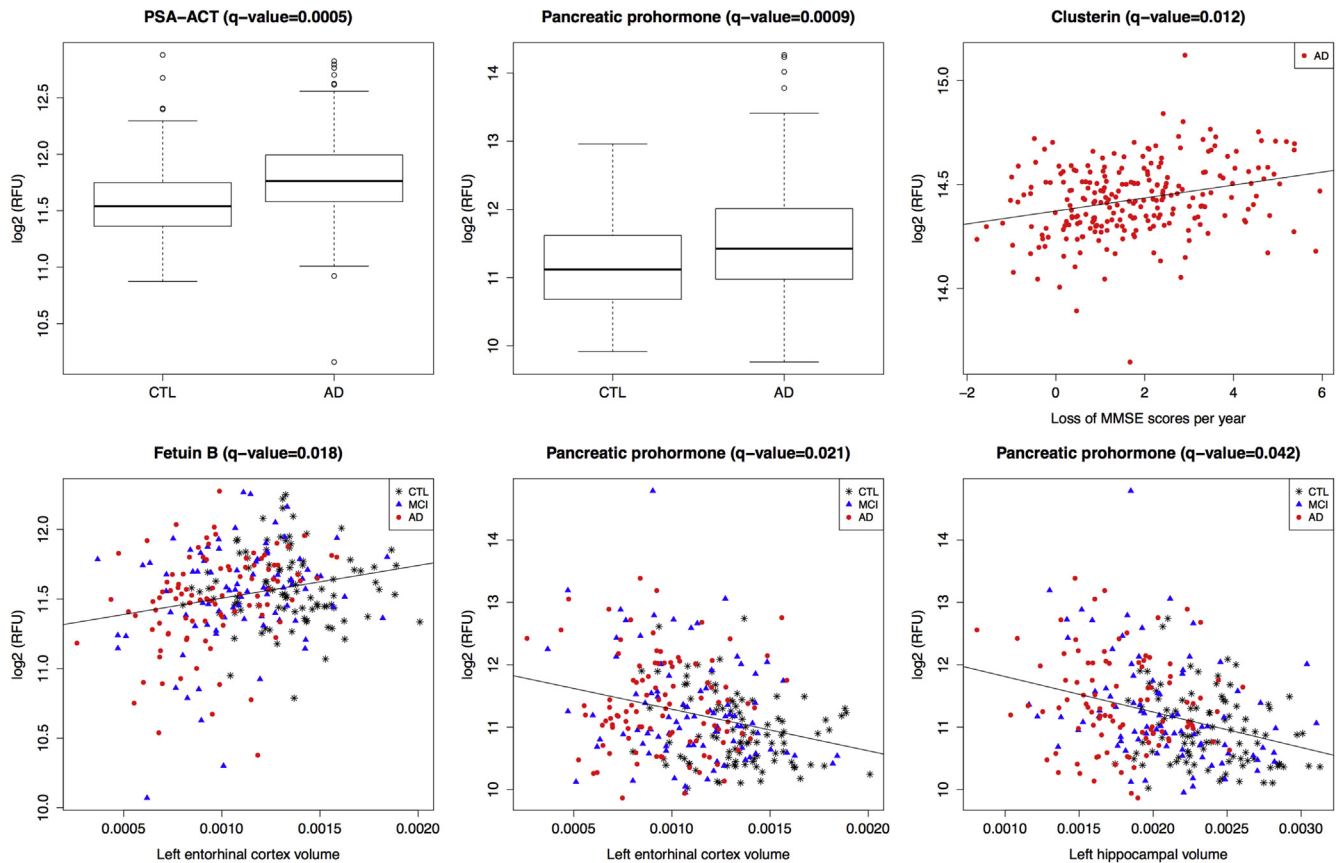 PSA−ACT (q−value=0.0005)
log2 (RFU)
12.5
12.0
11.5
11.0
10.5
CTL
AD
Pancreatic prohormone (q−value=0.0009)
log2 (RFU)
14
13
12
11
10
CTL
AD
Clusterin (q−value=0.012)
AD
log2 (RFU)
15.0
14.5
14.0
−2
0
2
4
6
Loss of MMSE scores per year
Fetuin B (q−value=0.018)
CTL
MCI
AD
log2 (RFU)
12.0
11.5
11.0
10.5
10.0
0.0005
0.0010
0.0015
0.0020
Left entorhinal cortex volume
Pancreatic prohormone (q−value=0.021)
CTL
MCI
AD
log2 (RFU)
14
13
12
11
10
0.0005
0.0010
0.0015
0.0020
Left entorhinal cortex volume
Pancreatic prohormone (q−value=0.042)
CTL
MCI
AD
log2 (RFU)
14
13
12
11
10
0.0010
0.0015
0.0020
0.0025
0.0030
Left hippocampal volume